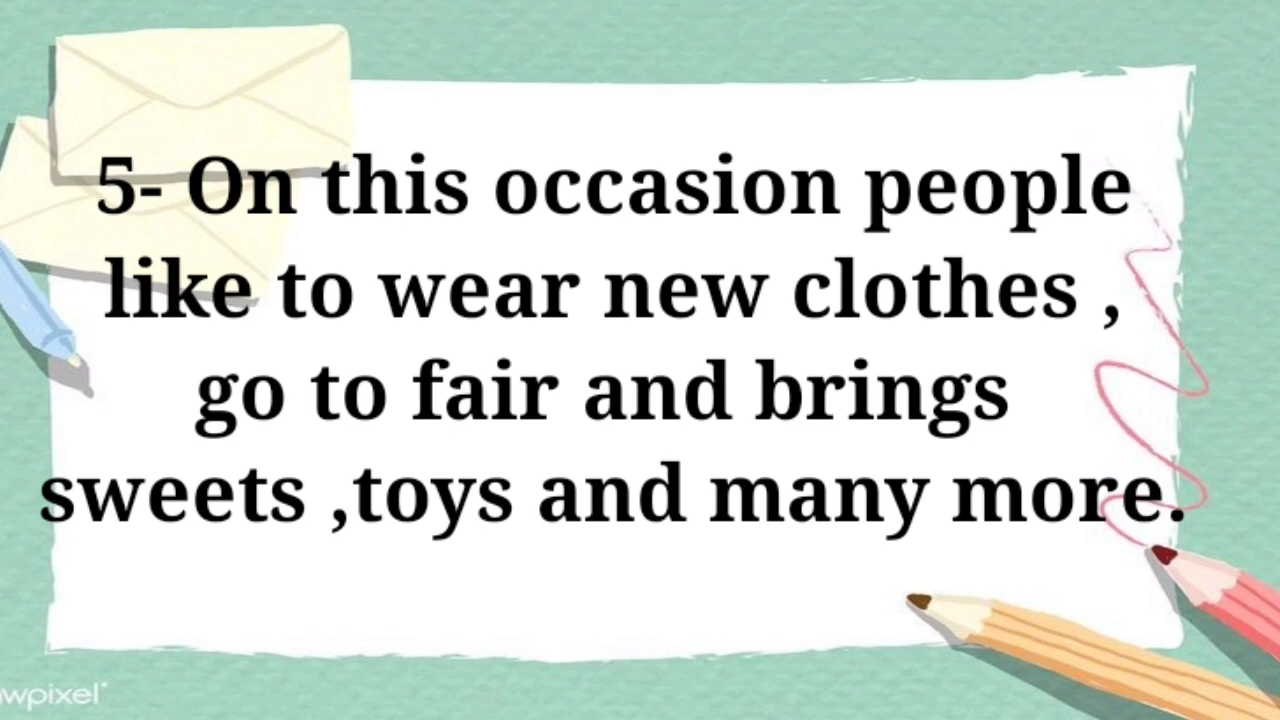 5- On this occasion people
like to wear new clothes ,
go to fair and brings
sweets ,toys and many more.